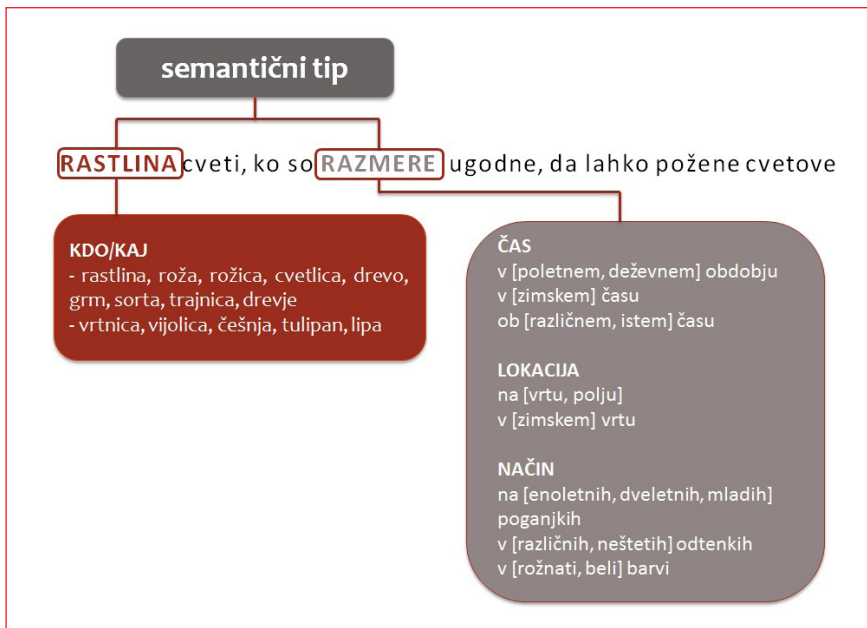 semantični tip
RASTLINA cveti, ko so RAZMERE ugodne, da lahko požene cvetove
KDO/KAJ
- rastlina, roža, rožica, cvetlica, drevo,
grm, sorta, trajnica, drevje
- vrtnica, vijolica, češnja, tulipan, lipa
ČAS
v [poletnem, deževnem] obdobju
v [zimskem] času
ob [različnem, istem] času
LOKACIJA
na [vrtu, polju]
v [zimskem] vrtu
NAČIN
na [enoletnih, dveletnih, mladih]
poganjkih
v [različnih, neštetih] odtenkih
v [rožnati, beli] barvi